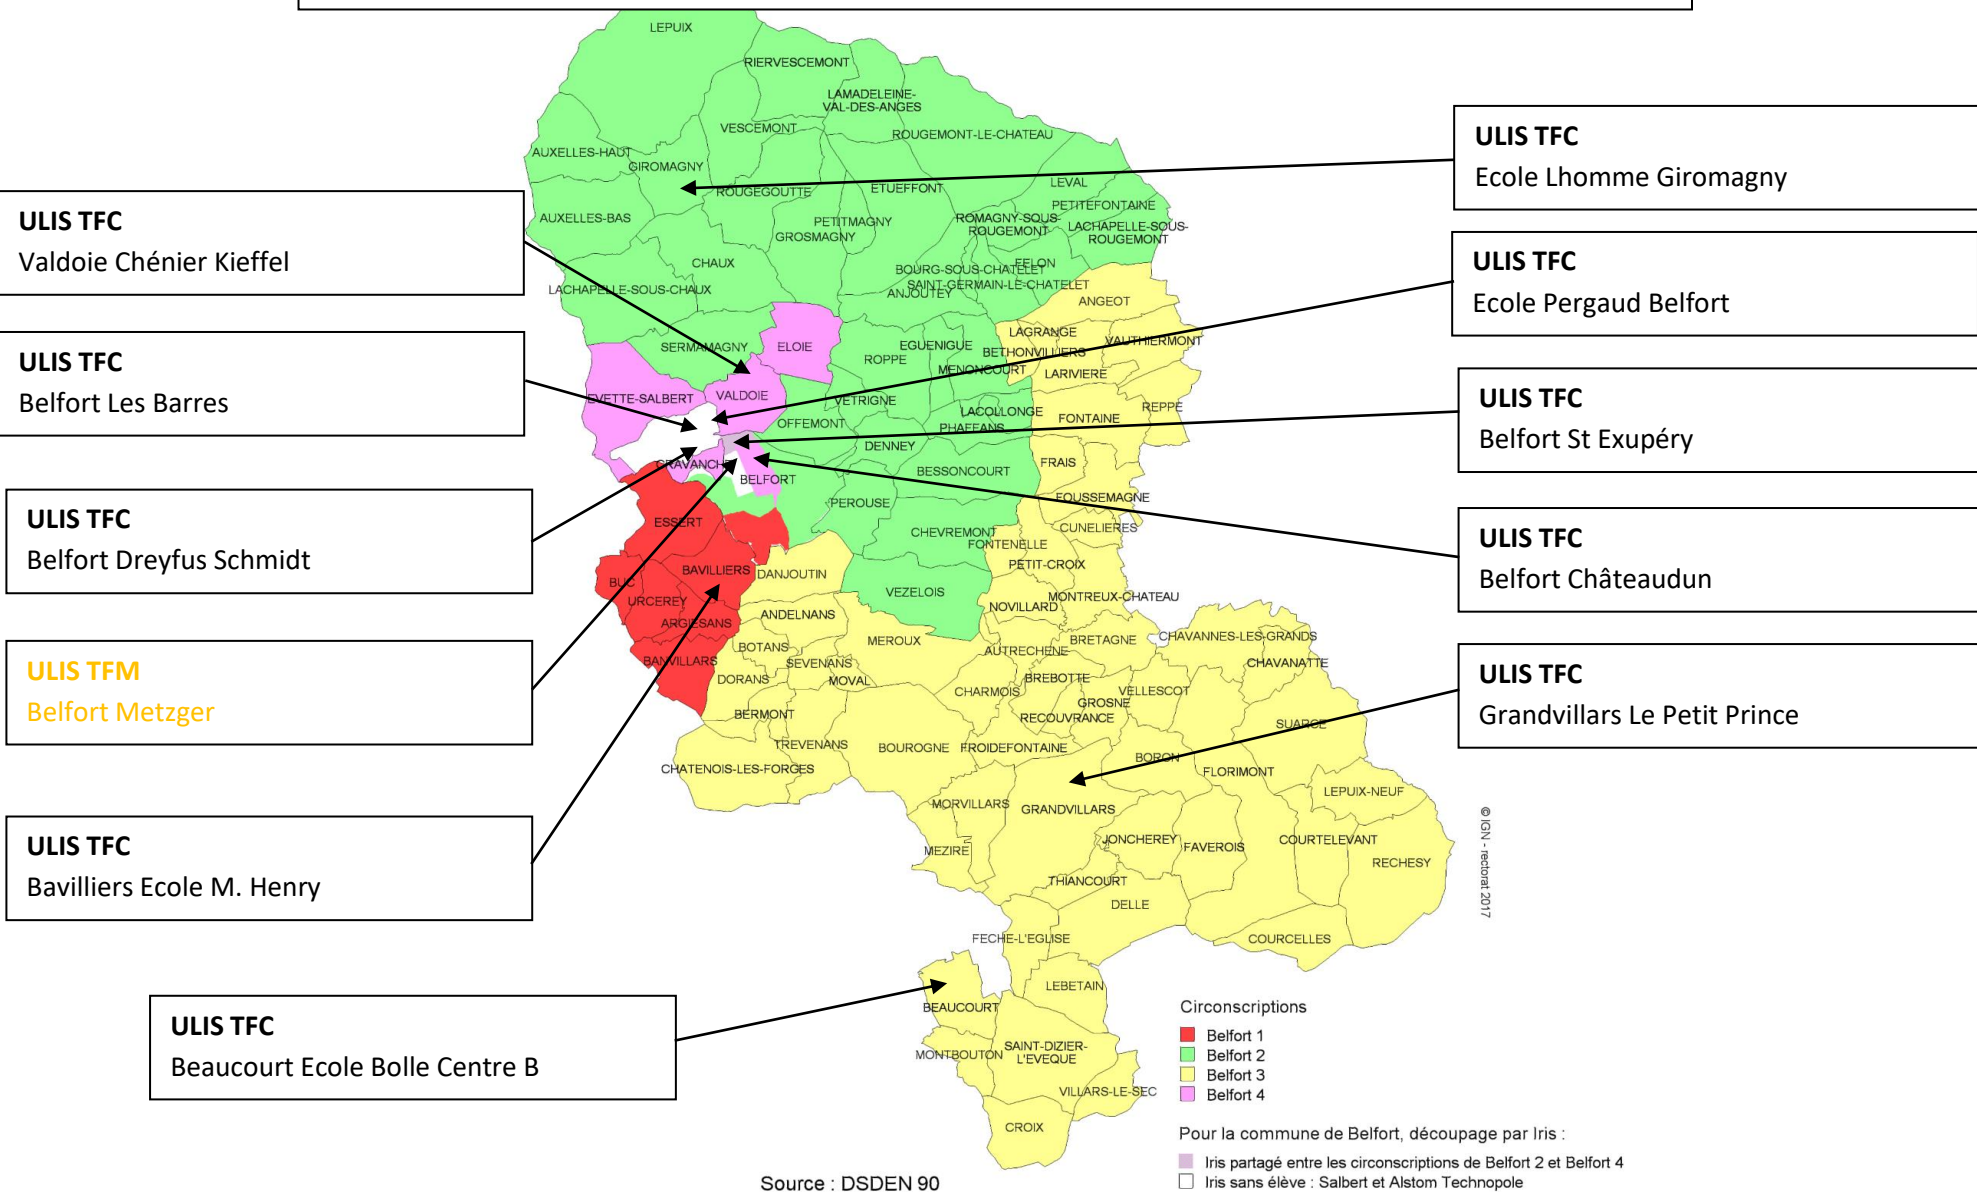 LEPUIX
RIERVESCEMONT
LAMADELEINE-
VAL-DES-ANGES
VESCEMONT
ROUGEMONT-LE-CHATEAU
AUXELLES-HAUT
GIROMAGNY
ROUGEGOUTTE
ETUEFFONT
LEVAL
PETITEFONTAINE
AUXELLES-BAS
PETITMAGNY
GROSMAGNY
ROMAGNY-SOUS-
ROUGEMONT
LACHAPELLE-SOUS-
ROUGEMONT
CHAUX
FELON
BOURG-SOUS-CHATELET
SAINT-GERMAIN-LE-CHATELET
ANJOUTEY
LACHAPELLE-SOUS-CHAUX
ANGEOT
LAGRANGE
VAUTHIERMONT
SERMAMAGNY
ELOIE
EGUENIGUE
BETHONVILLIERS
ROPPE
MENONCOURT
LARIVIERE
EVETTE-SALBERT
VALDOIE
VETRIGNE
LACOLLONGE
FONTAINE
REPPE
OFFEMONT
PHAFFANS
DENNEY
CRAVANCHE
BELFORT
BESSONCOURT
FRAIS
FOUSSEMAGNE
PEROUSE
ESSERT
CHEVREMONT
CUNELIERES
FONTENELLE
PETIT-CROIX
BAVILLIERS
DANJOUTIN
BUC
URCEREY
VEZELOIS
NOVILLARD
MONTREUX-CHATEAU
ARGIESANS
ANDELNANS
MEROUX
BRETAGNE
CHAVANNES-LES-GRANDS
BOTANS
AUTRECHENE
BANVILLARS
SEVENANS
CHAVANATTE
DORANS
MOVAL
BREBOTTE
CHARMOIS
VELLESCOT
GROSNE
BERMONT
RECOUVRANCE
SUARCE
TREVENANS
BOUROGNE
FROIDEFONTAINE
BORON
CHATENOIS-LES-FORGES
FLORIMONT
LEPUIX-NEUF
MORVILLARS
GRANDVILLARS
JONCHEREY
FAVEROIS
COURTELEVANT
MEZIRE
RECHESY
THIANCOURT
DELLE
FECHE-L'EGLISE
COURCELLES
LEBETAIN
BEAUCOURT
MONTBOUTON
SAINT-DIZIER-
L'EVEQUE
VILLARS-LE-SEC
CROIX
ULIS TFC
Valdoie Chénier Kieffel
ULIS TFC
Belfort Les Barres
ULIS TFC
Belfort Dreyfus Schmidt
ULIS TFM
Belfort Metzger
ULIS TFC
Bavilliers Ecole M. Henry
ULIS TFC
Beaucourt Ecole Bolle Centre B
ULIS TFC
Ecole Lhomme Giromagny
ULIS TFC
Ecole Pergaud Belfort
ULIS TFC
Belfort St Exupéry
ULIS TFC
Belfort Châteaudun
ULIS TFC
Grandvillars Le Petit Prince
© IGN - rectorat 2017
Circonscriptions
Belfort 1
Belfort 2
Belfort 3
Belfort 4
Pour la commune de Belfort, découpage par Iris :
Iris partagé entre les circonscriptions de Belfort 2 et Belfort 4
Iris sans élève : Salbert et Alstom Technopole
Source : DSDEN 90